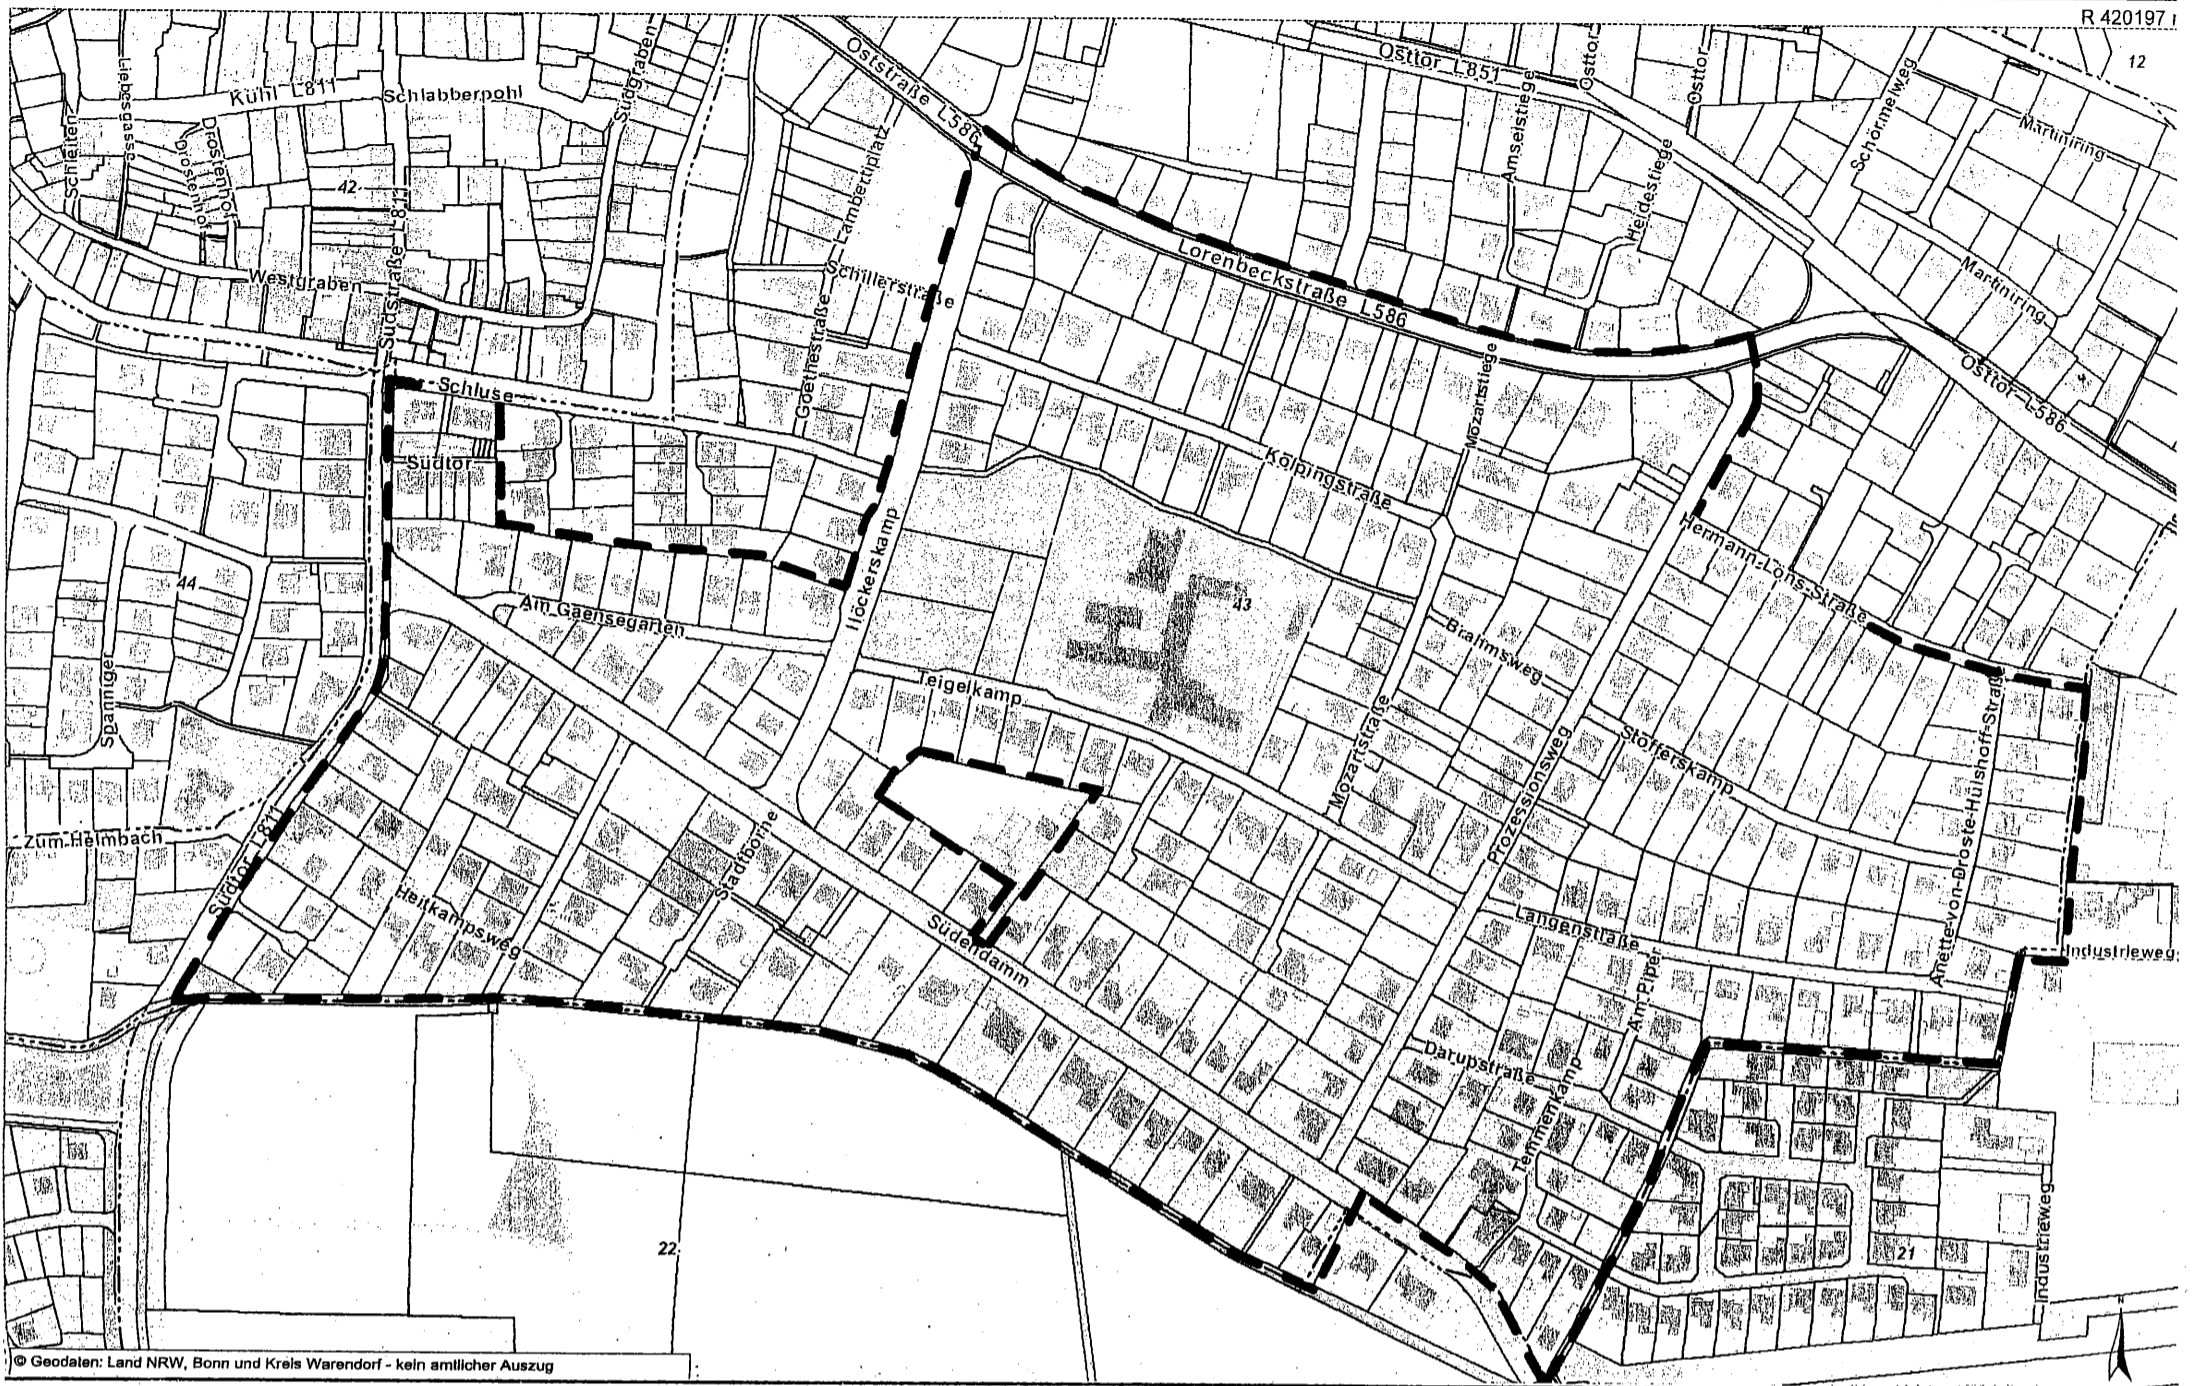 R 420197
12
Oststraße L586
Osttor L851
Osttor
Osttor
Liebesgasse
Kühl L811
Schlabberpohl
Südgraben
Schleiten
Drostenhof
Drostenhof
42
Lambertiplatz
Amselstiege
Heidestiege
Schörmelweg
Martiniring
Südstraße L811
Westgraben
Schillerstraße
Lorenbeckstraße L586
Martiniring
Goethestraße
Schluse
Südtor
Mozartstiege
Osttor L586
Kolpingstraße
Höckerskamp
Hermann-Löns-Straße
44
43
Am Gaensegarten
Brahmsweg
Spanniger
Teigelkamp
Mozartstraße
Prozessionsweg
Stofferskamp
Anette-von-Droste-Hülshoff-Straße
Zum Helmbach
Südtor L811
Stadtborne
Heitkampsweg
Südendamm
Langenstraße
Am Piper
Industrieweg
Darupstraße
Temmenkamp
22
21
Industrieweg
© Geodaten: Land NRW, Bonn und Kreis Warendorf - kein amtlicher Auszug
N